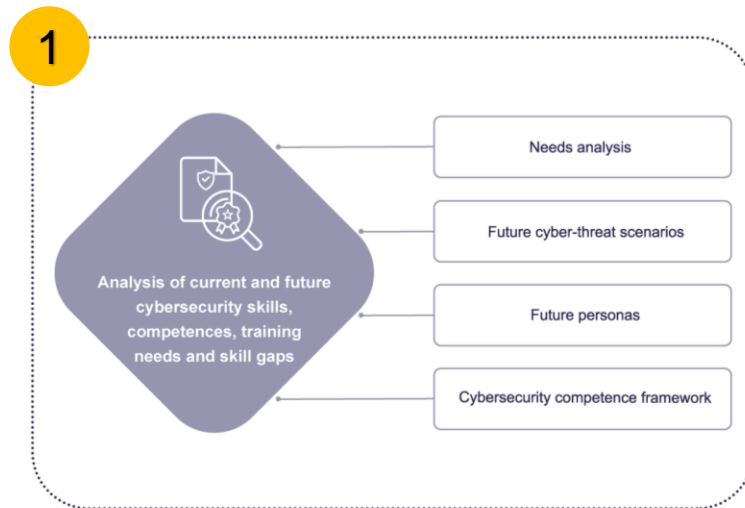 1
Analysis of current and future
cybersecurity skills,
competences, training
needs and skill gaps
Needs analysis
Future cyber-threat scenarios
Future personas
Cybersecurity competence framework